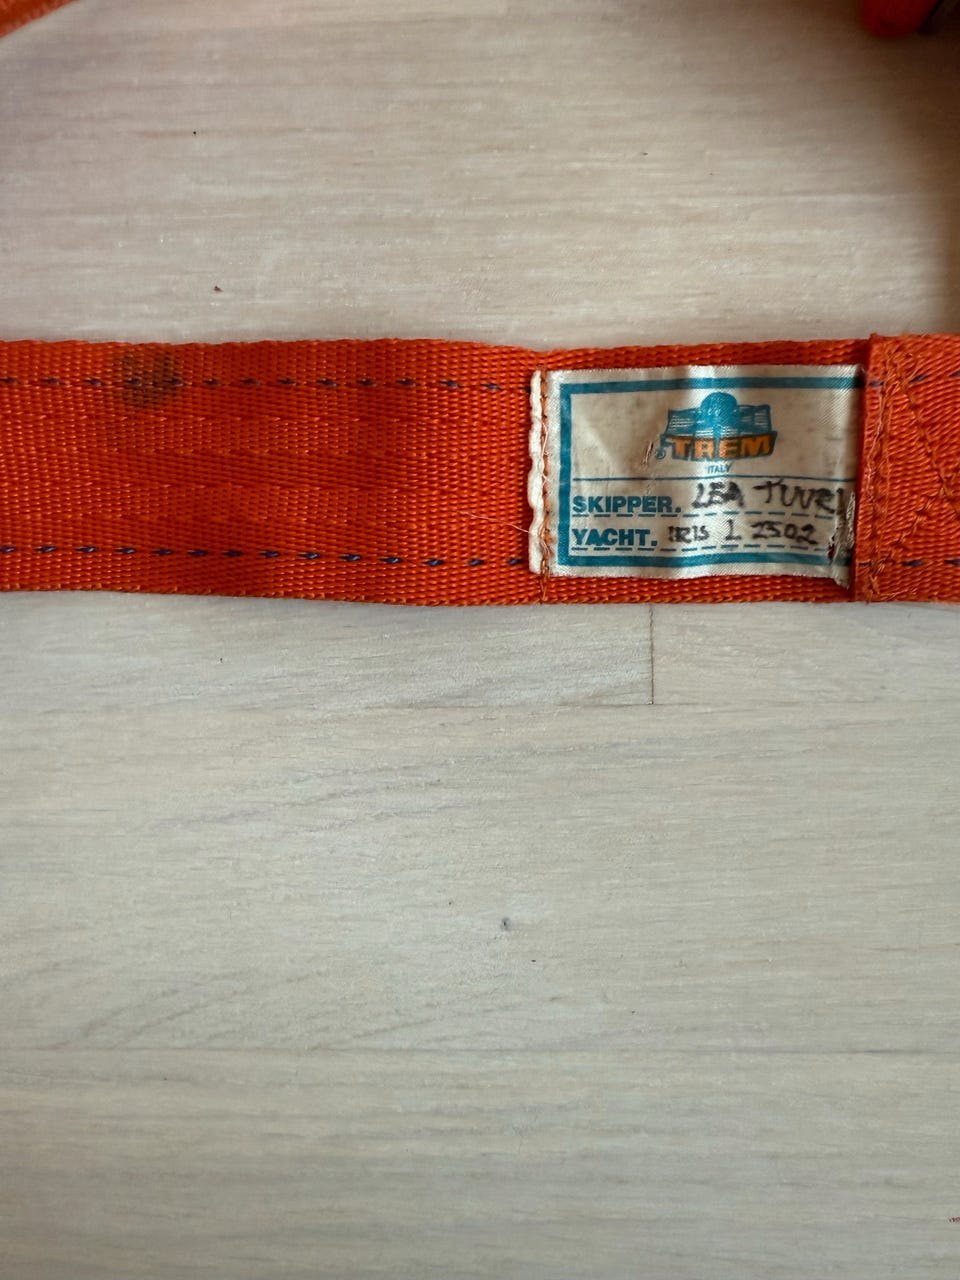 ® TREM
ITALY
SKIPPER. LEA TUURI
YACHT. IRIS L 2502